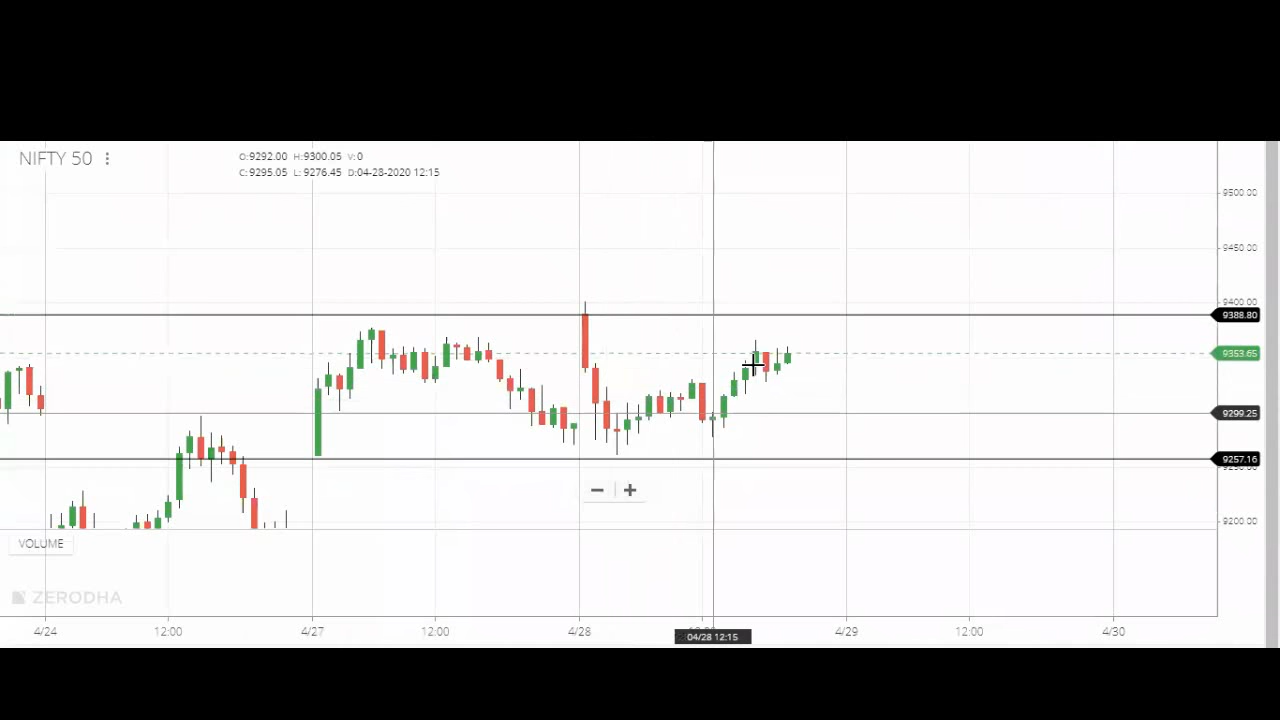 NIFTY 50
O:9292.00 H:9300.05 V:0
C:9295.05 L: 9276.45 D:04-28-2020 12:15
9500.00
9450.00
9400.00
9388.80
9353.65
9299.25
9257.16
9200.00
VOLUME
ZERODHA
4/24 12:00 4/27 12:00 4/28 4/29 12:00 4/30
04/28 12:15